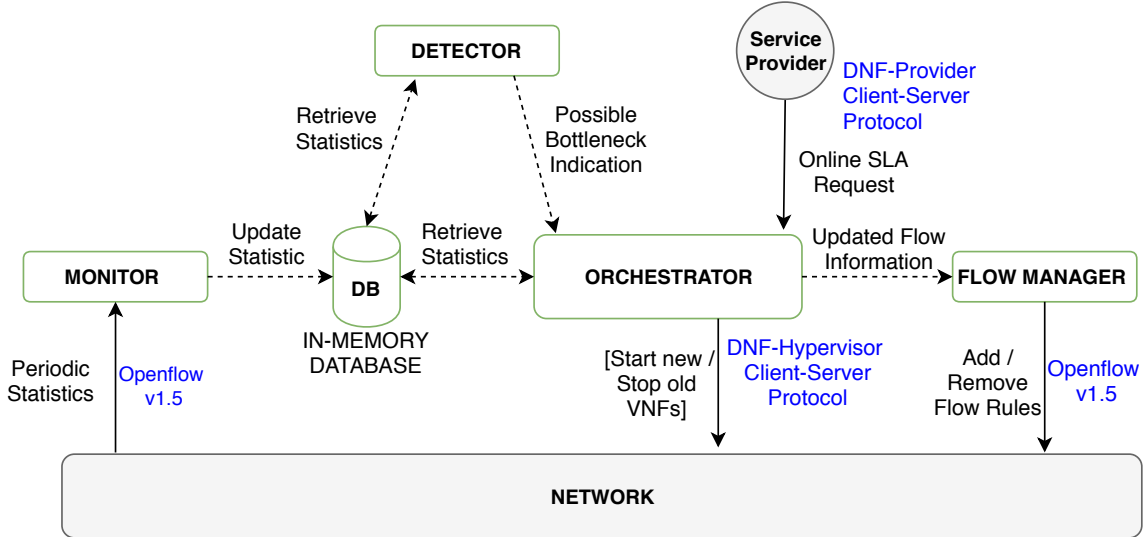 DETECTOR
Service
Provider
DNF-Provider
Client-Server
Protocol
Retrieve
Statistics
Possible
Bottleneck
Indication
Online SLA
Request
Update
Statistic
Retrieve
Statistics
Updated Flow
Information
MONITOR
DB
ORCHESTRATOR
FLOW MANAGER
IN-MEMORY
DATABASE
Periodic
Statistics
Openflow
v1.5
[Start new /
Stop old
VNFs]
DNF-Hypervisor
Client-Server
Protocol
Add /
Remove
Flow Rules
Openflow
v1.5
NETWORK